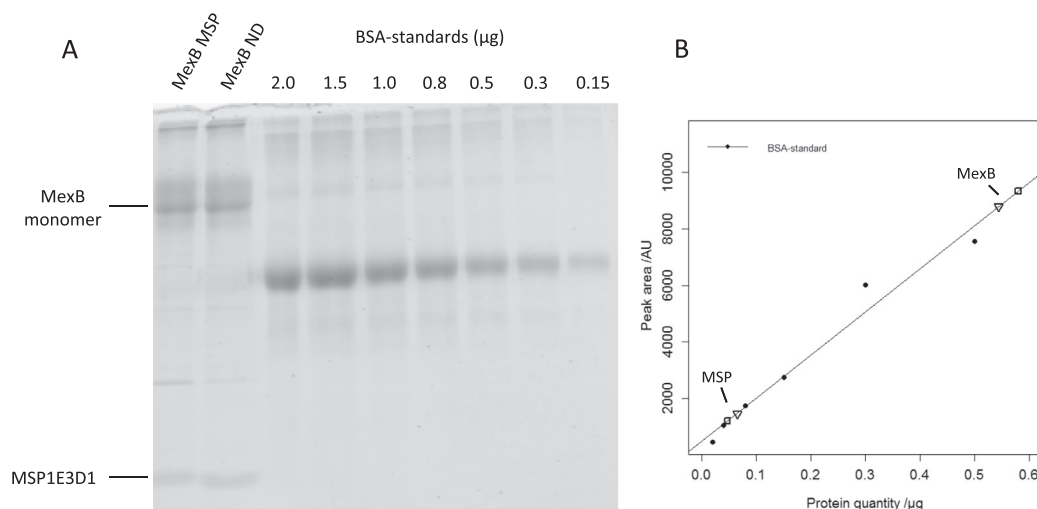 A
MexB MSP
MexB ND
BSA-standards (µg)
2.0 1.5 1.0 0.8 0.5 0.3 0.15
MexB
monomer
MSP1E3D1
B
BSA-standard
MexB
MSP
Peak area /AU
10000
8000
6000
4000
2000
0.0 0.1 0.2 0.3 0.4 0.5 0.6
Protein quantity /µg